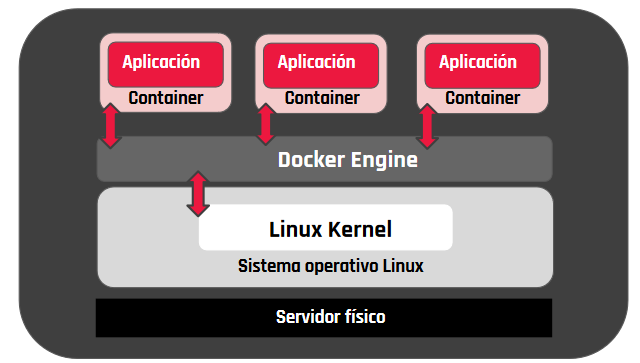 Aplicación
Container
Aplicación
Container
Aplicación
Container
Docker Engine
Linux Kernel
Sistema operativo Linux
Servidor físico